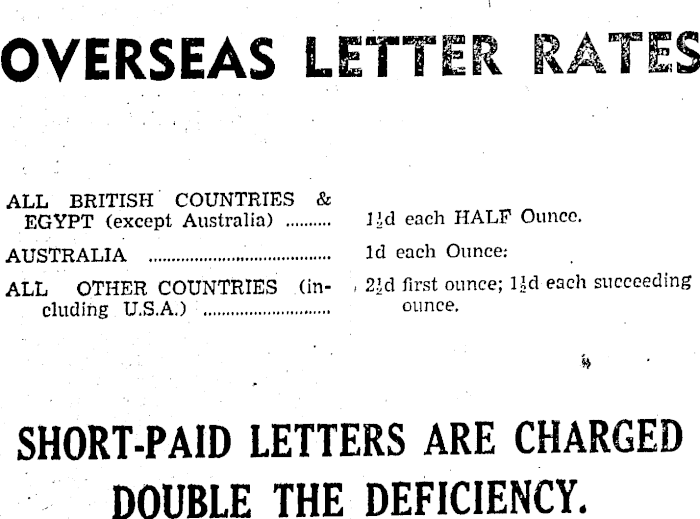 OVERSEAS LETTER RATES
ALL BRITISH COUNTRIES &
EGYPT (except Australia) .......... 1½d each HALF Ounce.
AUSTRALIA ........................................ 1d each Ounce:
ALL OTHER COUNTRIES (in- 2½d first ounce; 1½d each succeeding
cluding U.S.A.) ............................ ounce.
SHORT-PAID LETTERS ARE CHARGED
DOUBLE THE DEFICIENCY.